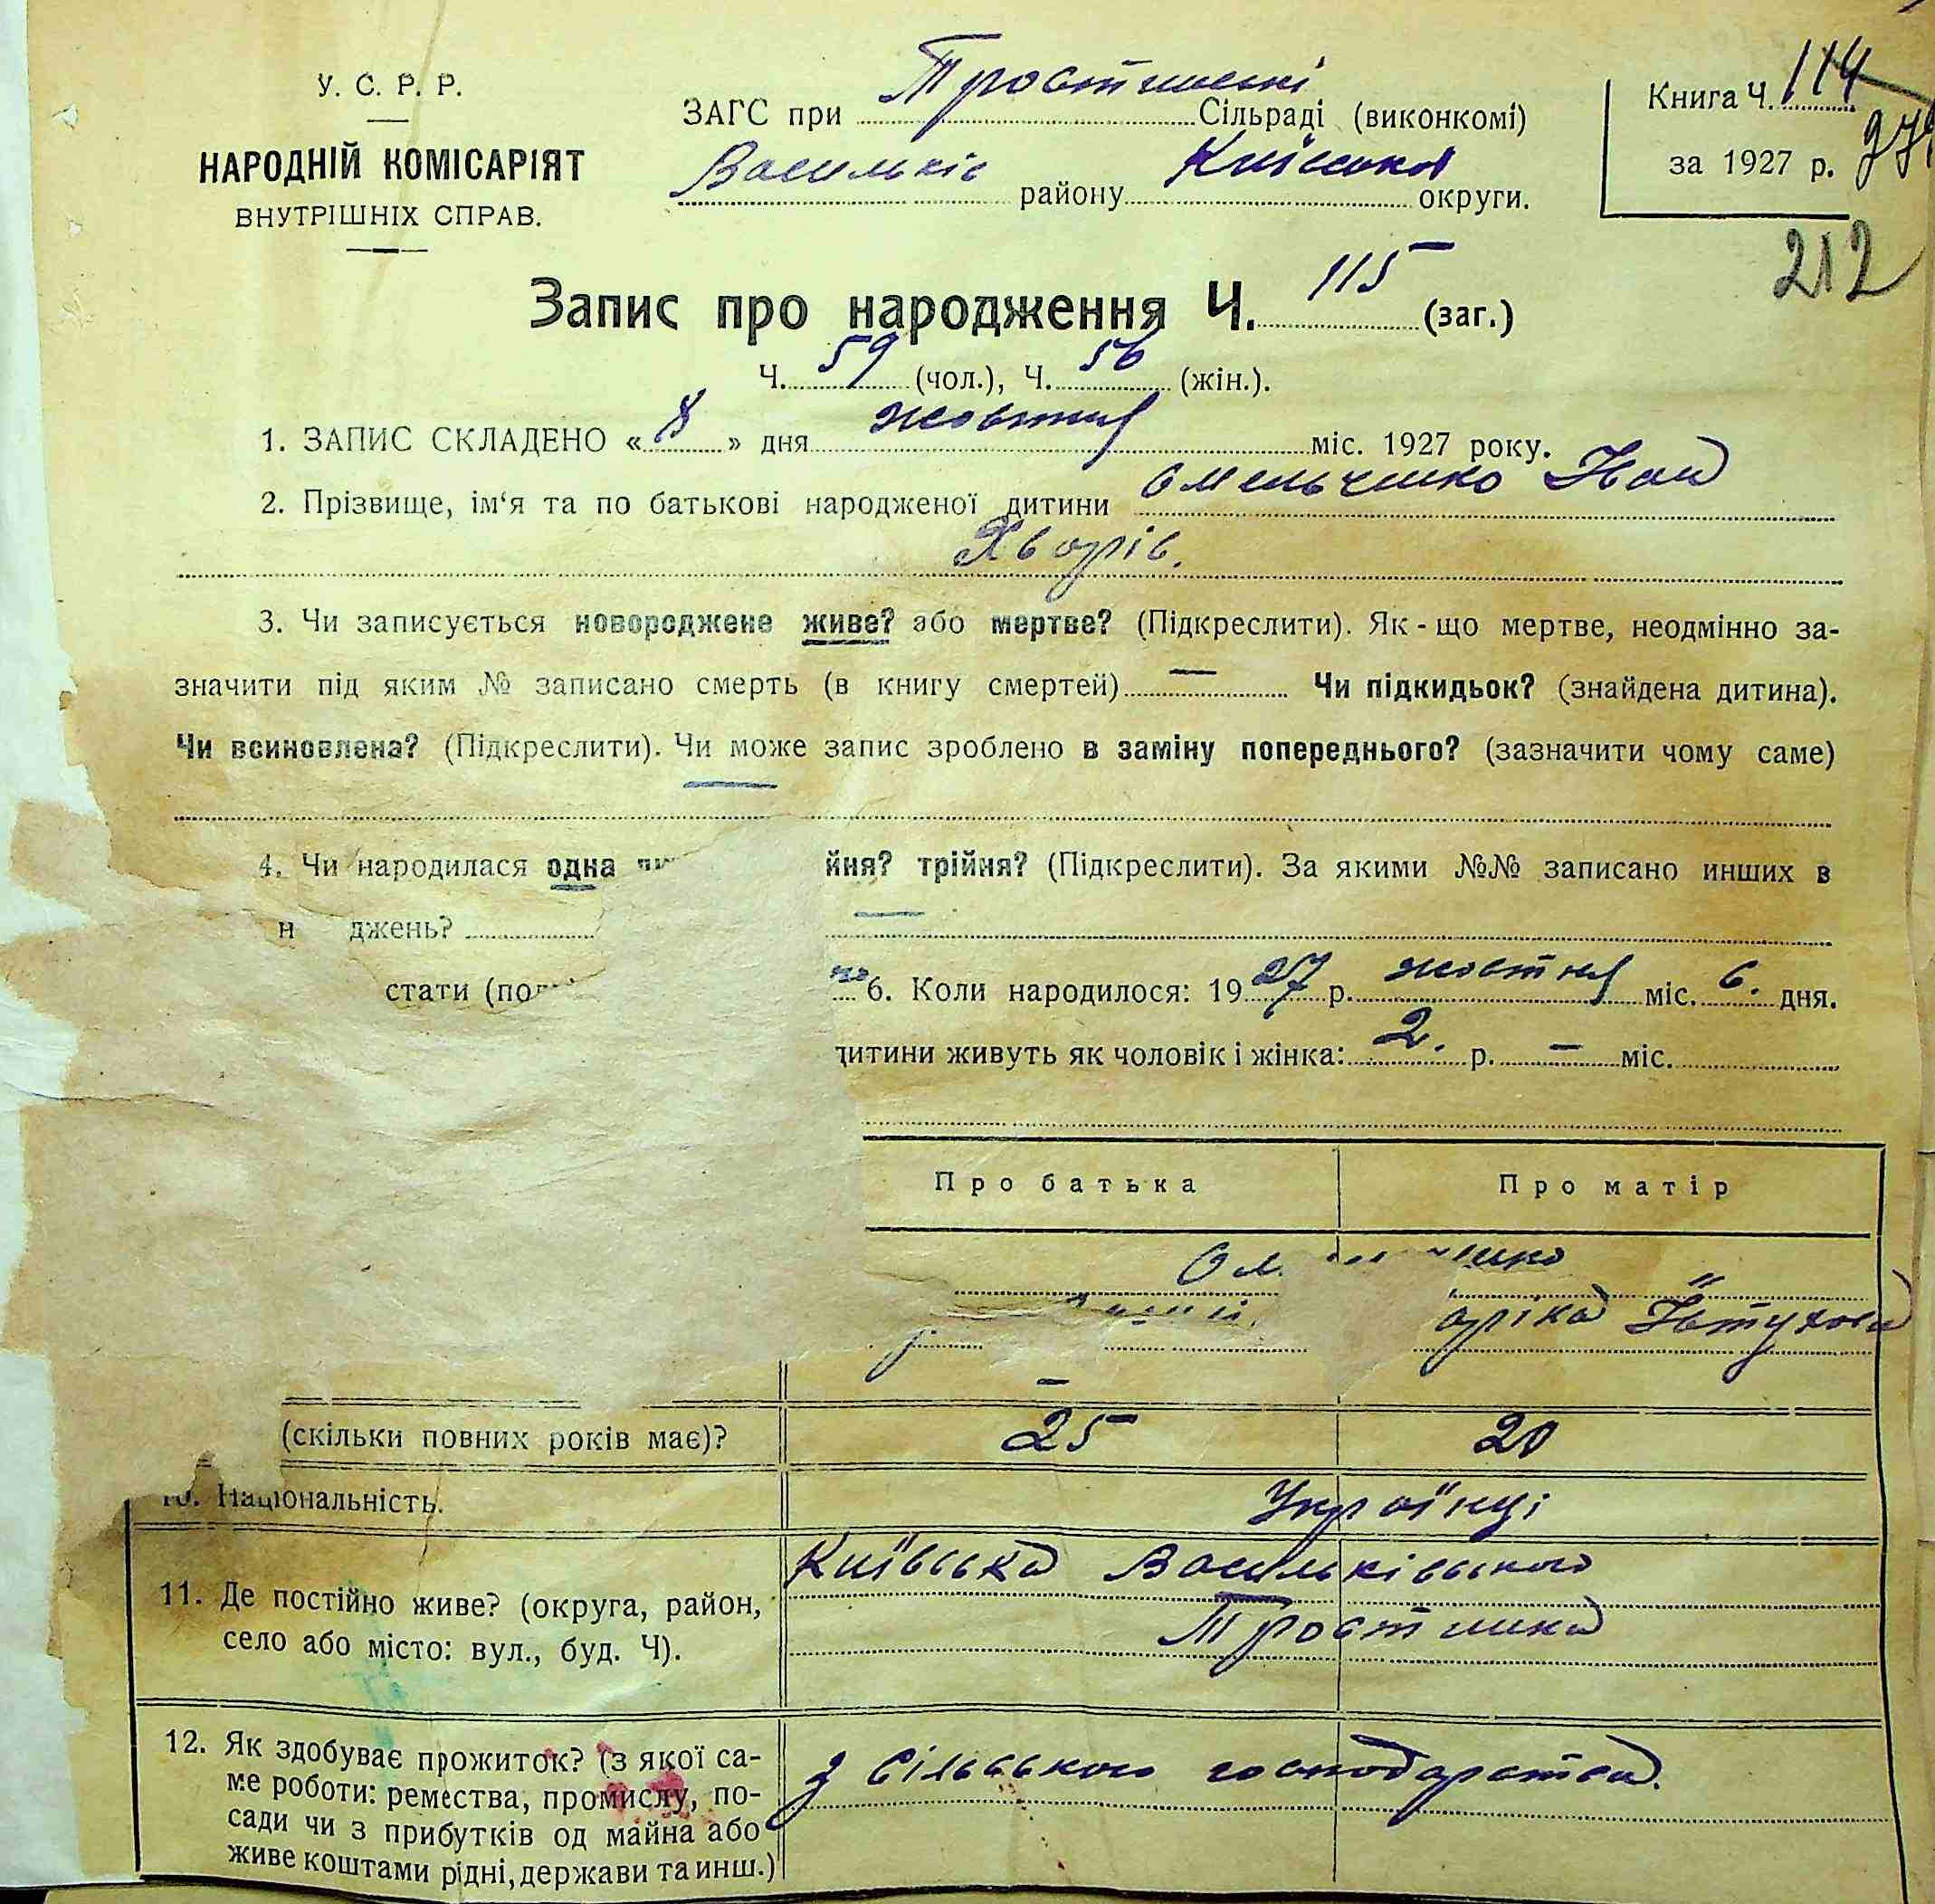 У. С. Р. Р.
НАРОДНІЙ КОМІСАРІЯТ
ВНУТРІШНІХ СПРАВ.
ЗАГС при Сільраді (виконкомі)
Васильків району Київської округи.
Книга Ч. 114
за 1927 р.
212
Запис про народження Ч. 115 (заг.)
Ч. 59 (чол.), Ч. 56 (жін.).
1. ЗАПИС СКЛАДЕНО « 8 » дня жовтня міс. 1927 року.
2. Прізвище, ім‘я та по батькові народженої дитини Омельченко
3. Чи записується новороджене живе? або мертве? (Підкреслити). Як-що мертве, неодмінно за-
значити під яким № записано смерть (в книгу смертей) — Чи підкидьок? (знайдена дитина).
Чи всиновлена? (Підкреслити). Чи може запис зроблено в заміну попереднього? (зазначити чому саме)
—
4. Чи народилася одна йня? трійня? (Підкреслити). За якими №№ записано инших в
н джень? —
стати (по 6. Коли народилося: 1927 р. жовтня міс. 6. дня.
дитини живуть як чоловік і жінка: 2. р. — міс.
Про батька Про матір
25 20
(скільки повних років має)?
10. Національність. Українці
11. Де постійно живе? (округа, район,
село або місто: вул., буд. Ч).
Київська Васильківського
Тростинка
12. Як здобуває прожиток? (з якої са-
ме роботи: ремества, промислу, по-
сади чи з прибутків од майна або
живе коштами рідні, держави та инш.)
з сільського господарства.